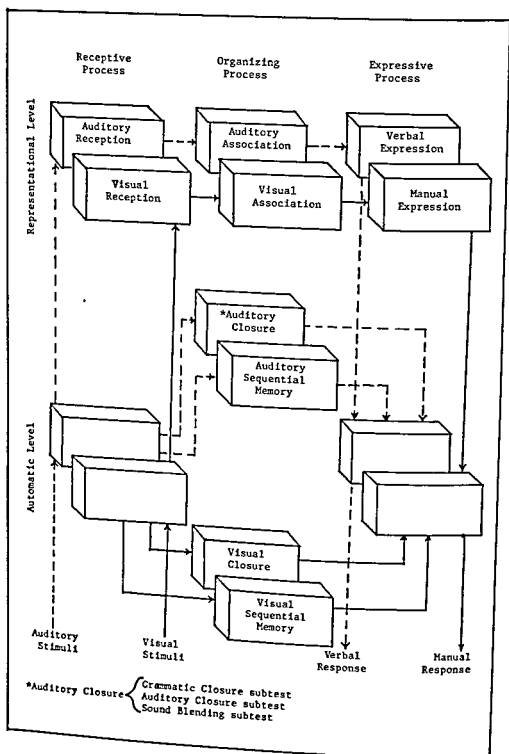 Receptive
Process
Organizing
Process
Expressive
Process
Representational Level
Auditory
Reception
Auditory
Association
Verbal
Expression
Visual
Reception
Visual
Association
Manual
Expression
*Auditory
Closure
Auditory
Sequential
Memory
Automatic Level
Visual
Closure
Visual
Sequential
Memory
Auditory
Stimuli
Visual
Stimuli
Verbal
Response
Manual
Response
*Auditory Closure
Grammatic Closure subtest
Auditory Closure subtest
Sound Blending subtest